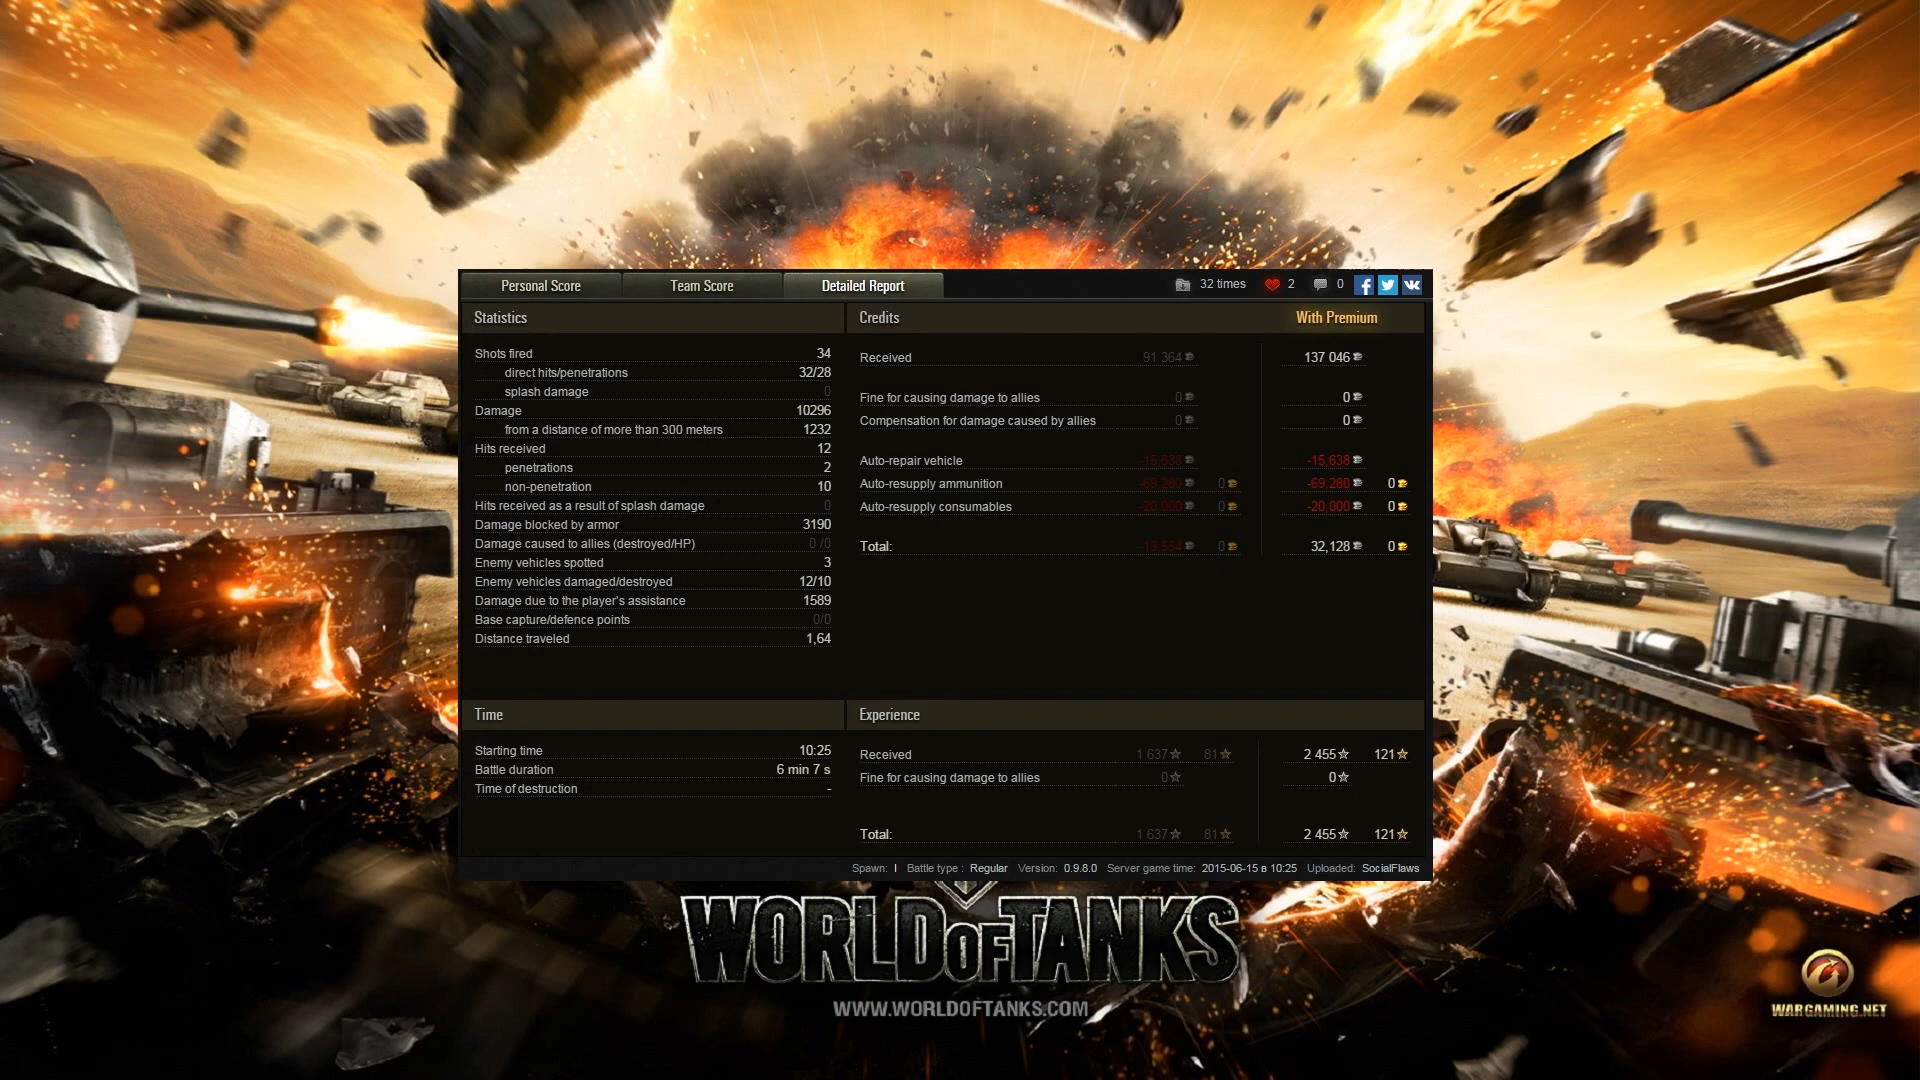 Personal Score Team Score Detailed Report 32 times 2 0
Statistics
Shots fired 34
direct hits/penetrations 32/28
splash damage 0
Damage 10296
from a distance of more than 300 meters 1232
Hits received 12
penetrations 2
non-penetration 10
Hits received as a result of splash damage 0
Damage blocked by armor 3190
Damage caused to allies (destroyed/HP) 0 /0
Enemy vehicles spotted 3
Enemy vehicles damaged/destroyed 12/10
Damage due to the player's assistance 1589
Base capture/defence points 0/0
Distance traveled 1,64
Credits With Premium
Received 91 364 137 046
Fine for causing damage to allies 0 0
Compensation for damage caused by allies 0 0
Auto-repair vehicle -15,638 -15,638
Auto-resupply ammunition -69,280 0 -69,280 0
Auto-resupply consumables -20,000 0 -20,000 0
Total: -13,554 0 32,128 0
Time
Starting time 10:25
Battle duration 6 min 7 s
Time of destruction -
Experience
Received 1 637 81 2 455 121
Fine for causing damage to allies 0 0
Total: 1 637 81 2 455 121
Spawn: I Battle type : Regular Version: 0.9.8.0 Server game time: 2015-06-15 в 10:25 Uploaded: SocialFlaws
WORLD OF TANKS
WWW.WORLDOFTANKS.COM
WARGAMING.NET